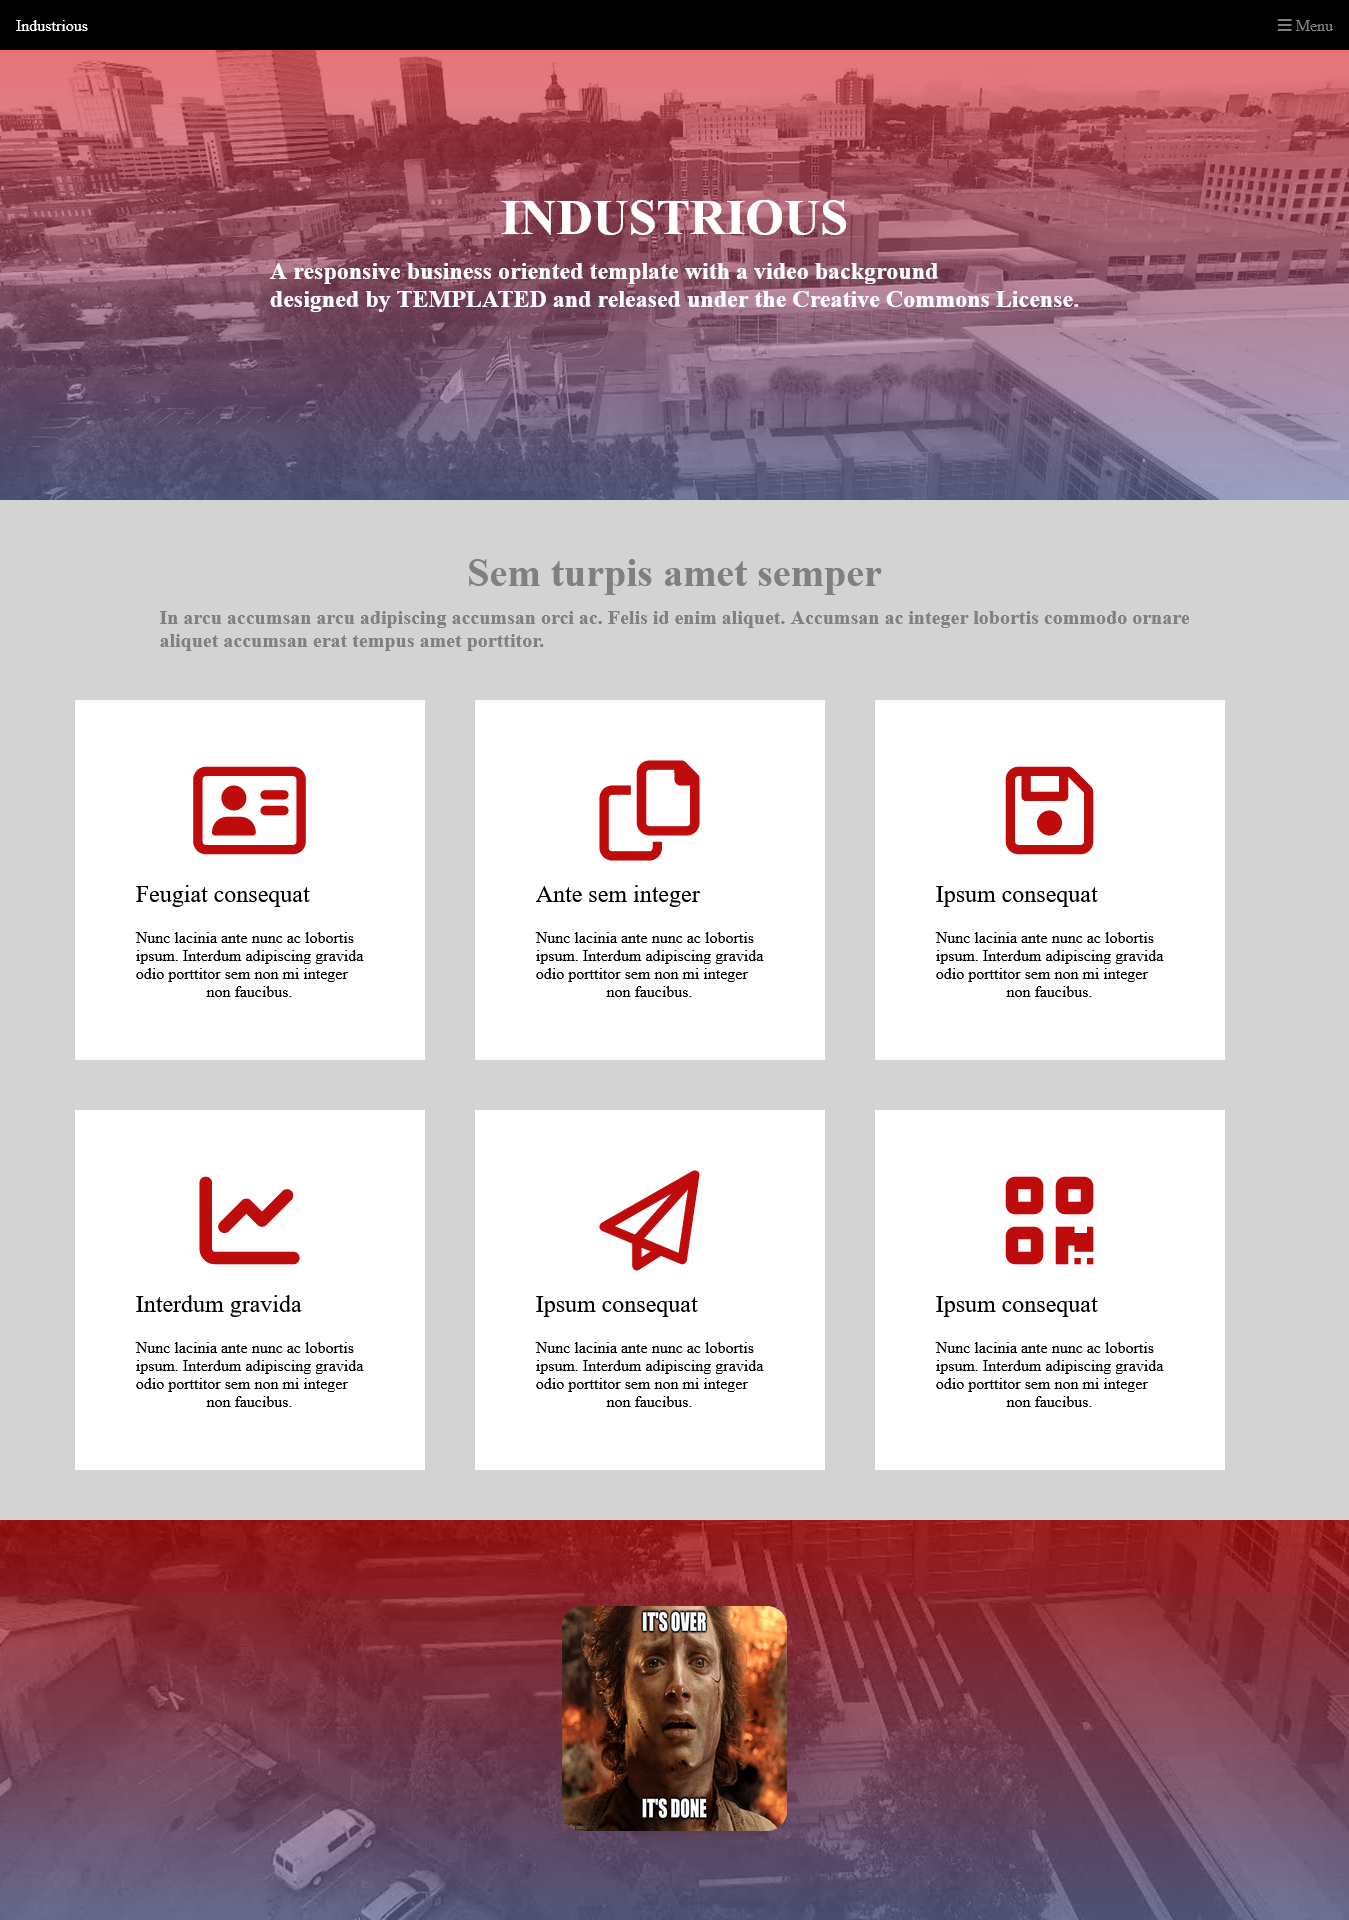 Industrious
Menu
INDUSTRIOUS
A responsive business oriented template with a video background
designed by TEMPLATED and released under the Creative Commons License.
Sem turpis amet semper
In arcu accumsan arcu adipiscing accumsan orci ac. Felis id enim aliquet. Accumsan ac integer lobortis commodo ornare
aliquet accumsan erat tempus amet porttitor.
Feugiat consequat
Nunc lacinia ante nunc ac lobortis
ipsum. Interdum adipiscing gravida
odio porttitor sem non mi integer
non faucibus.
Ante sem integer
Nunc lacinia ante nunc ac lobortis
ipsum. Interdum adipiscing gravida
odio porttitor sem non mi integer
non faucibus.
Ipsum consequat
Nunc lacinia ante nunc ac lobortis
ipsum. Interdum adipiscing gravida
odio porttitor sem non mi integer
non faucibus.
Interdum gravida
Nunc lacinia ante nunc ac lobortis
ipsum. Interdum adipiscing gravida
odio porttitor sem non mi integer
non faucibus.
Ipsum consequat
Nunc lacinia ante nunc ac lobortis
ipsum. Interdum adipiscing gravida
odio porttitor sem non mi integer
non faucibus.
Ipsum consequat
Nunc lacinia ante nunc ac lobortis
ipsum. Interdum adipiscing gravida
odio porttitor sem non mi integer
non faucibus.
IT'S OVER
IT'S DONE